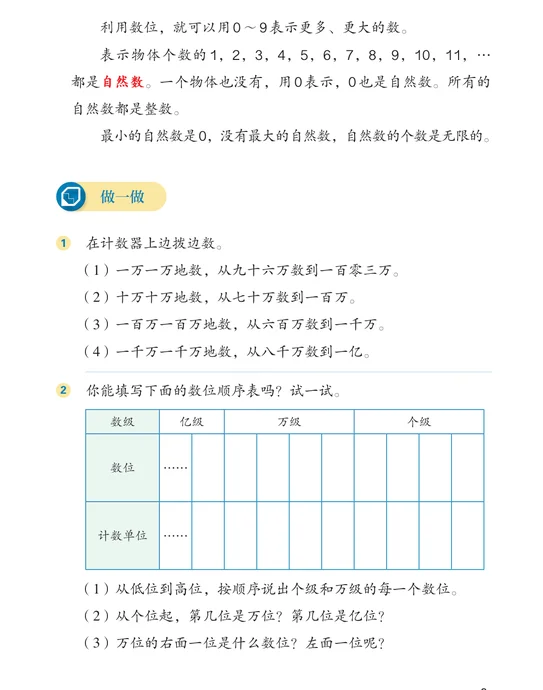 利用数位，就可以用0～9表示更多、更大的数。
表示物体个数的1，2，3，4，5，6，7，8，9，10，11，…
都是自然数。一个物体也没有，用0表示，0也是自然数。所有的
自然数都是整数。
最小的自然数是0，没有最大的自然数，自然数的个数是无限的。
做一做
1 在计数器上边拨边数。
（1）一万一万地数，从九十六万数到一百零三万。
（2）十万十万地数，从七十万数到一百万。
（3）一百万一百万地数，从六百万数到一千万。
（4）一千万一千万地数，从八千万数到一亿。
2 你能填写下面的数位顺序表吗？试一试。
数级 亿级 万级 个级
数位 ……
计数单位 ……
（1）从低位到高位，按顺序说出个级和万级的每一个数位。
（2）从个位起，第几位是万位？第几位是亿位？
（3）万位的右面一位是什么数位？左面一位呢？